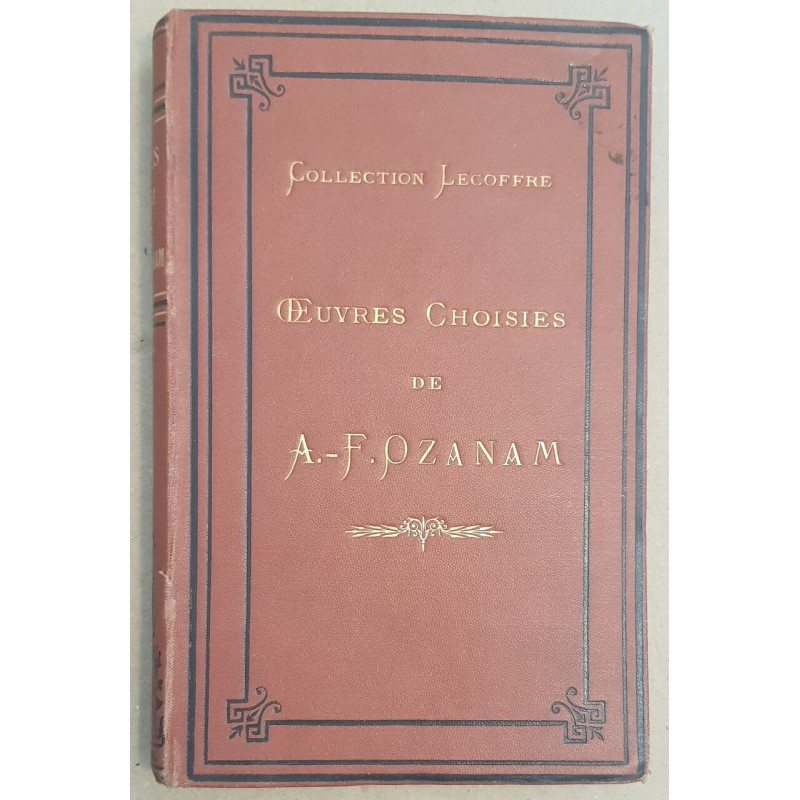 COLLECTION LECOFFRE
ŒUVRES CHOISIES
DE
A.-F. OZANAM